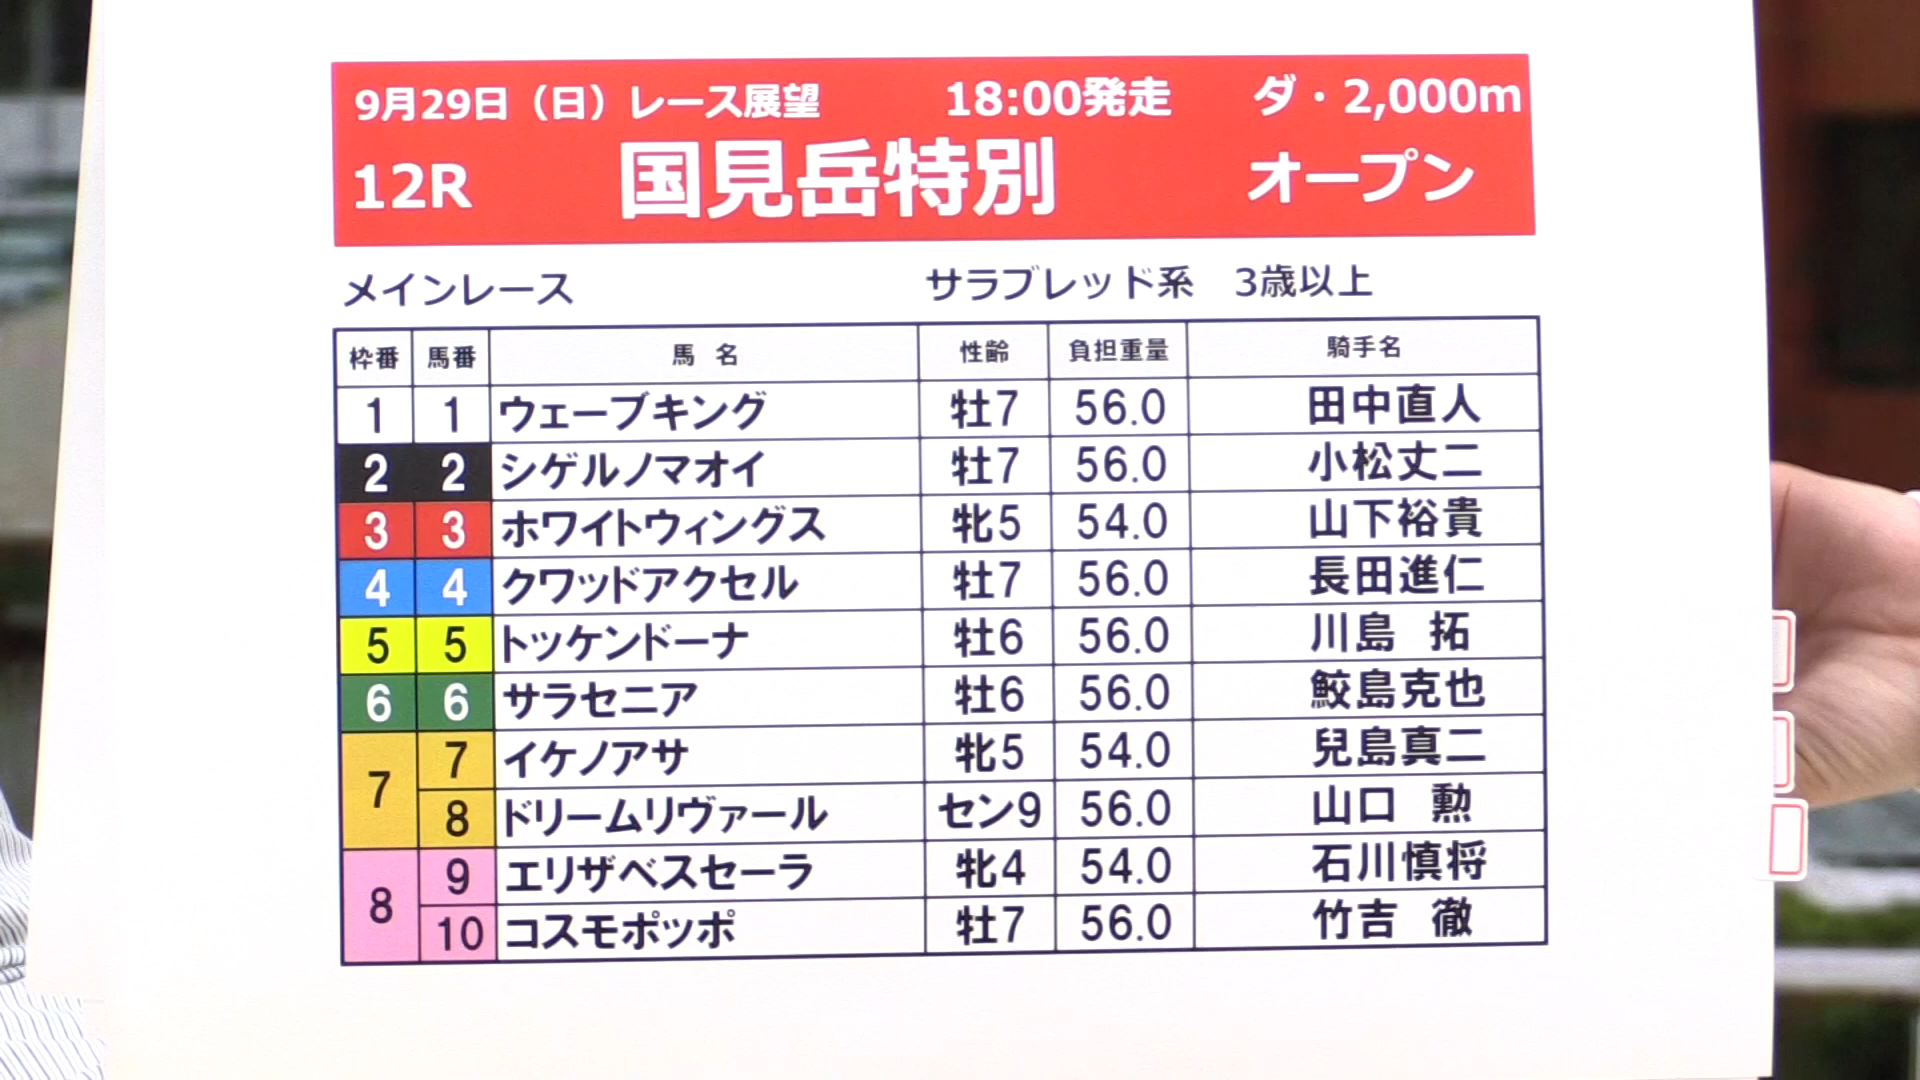 9月29日（日）レース展望 18:00発走 ダ・2,000m
12R 国見岳特別 オープン
メインレース サラブレッド系 3歳以上
枠番 馬番 馬名 性齢 負担重量 騎手名
1 1 ウェーブキング 牡7 56.0 田中直人
2 2 シゲルノマオイ 牡7 56.0 小松丈二
3 3 ホワイトウィングス 牝5 54.0 山下裕貴
4 4 クワッドアクセル 牡7 56.0 長田進仁
5 5 トッケンドーナ 牡6 56.0 川島 拓
6 6 サラセニア 牡6 56.0 鮫島克也
7 7 イケノアサ 牝5 54.0 兒島真二
8 ドリームリヴァール セン9 56.0 山口 勲
8 9 エリザベスセーラ 牝4 54.0 石川慎将
10 コスモポッポ 牡7 56.0 竹吉 徹